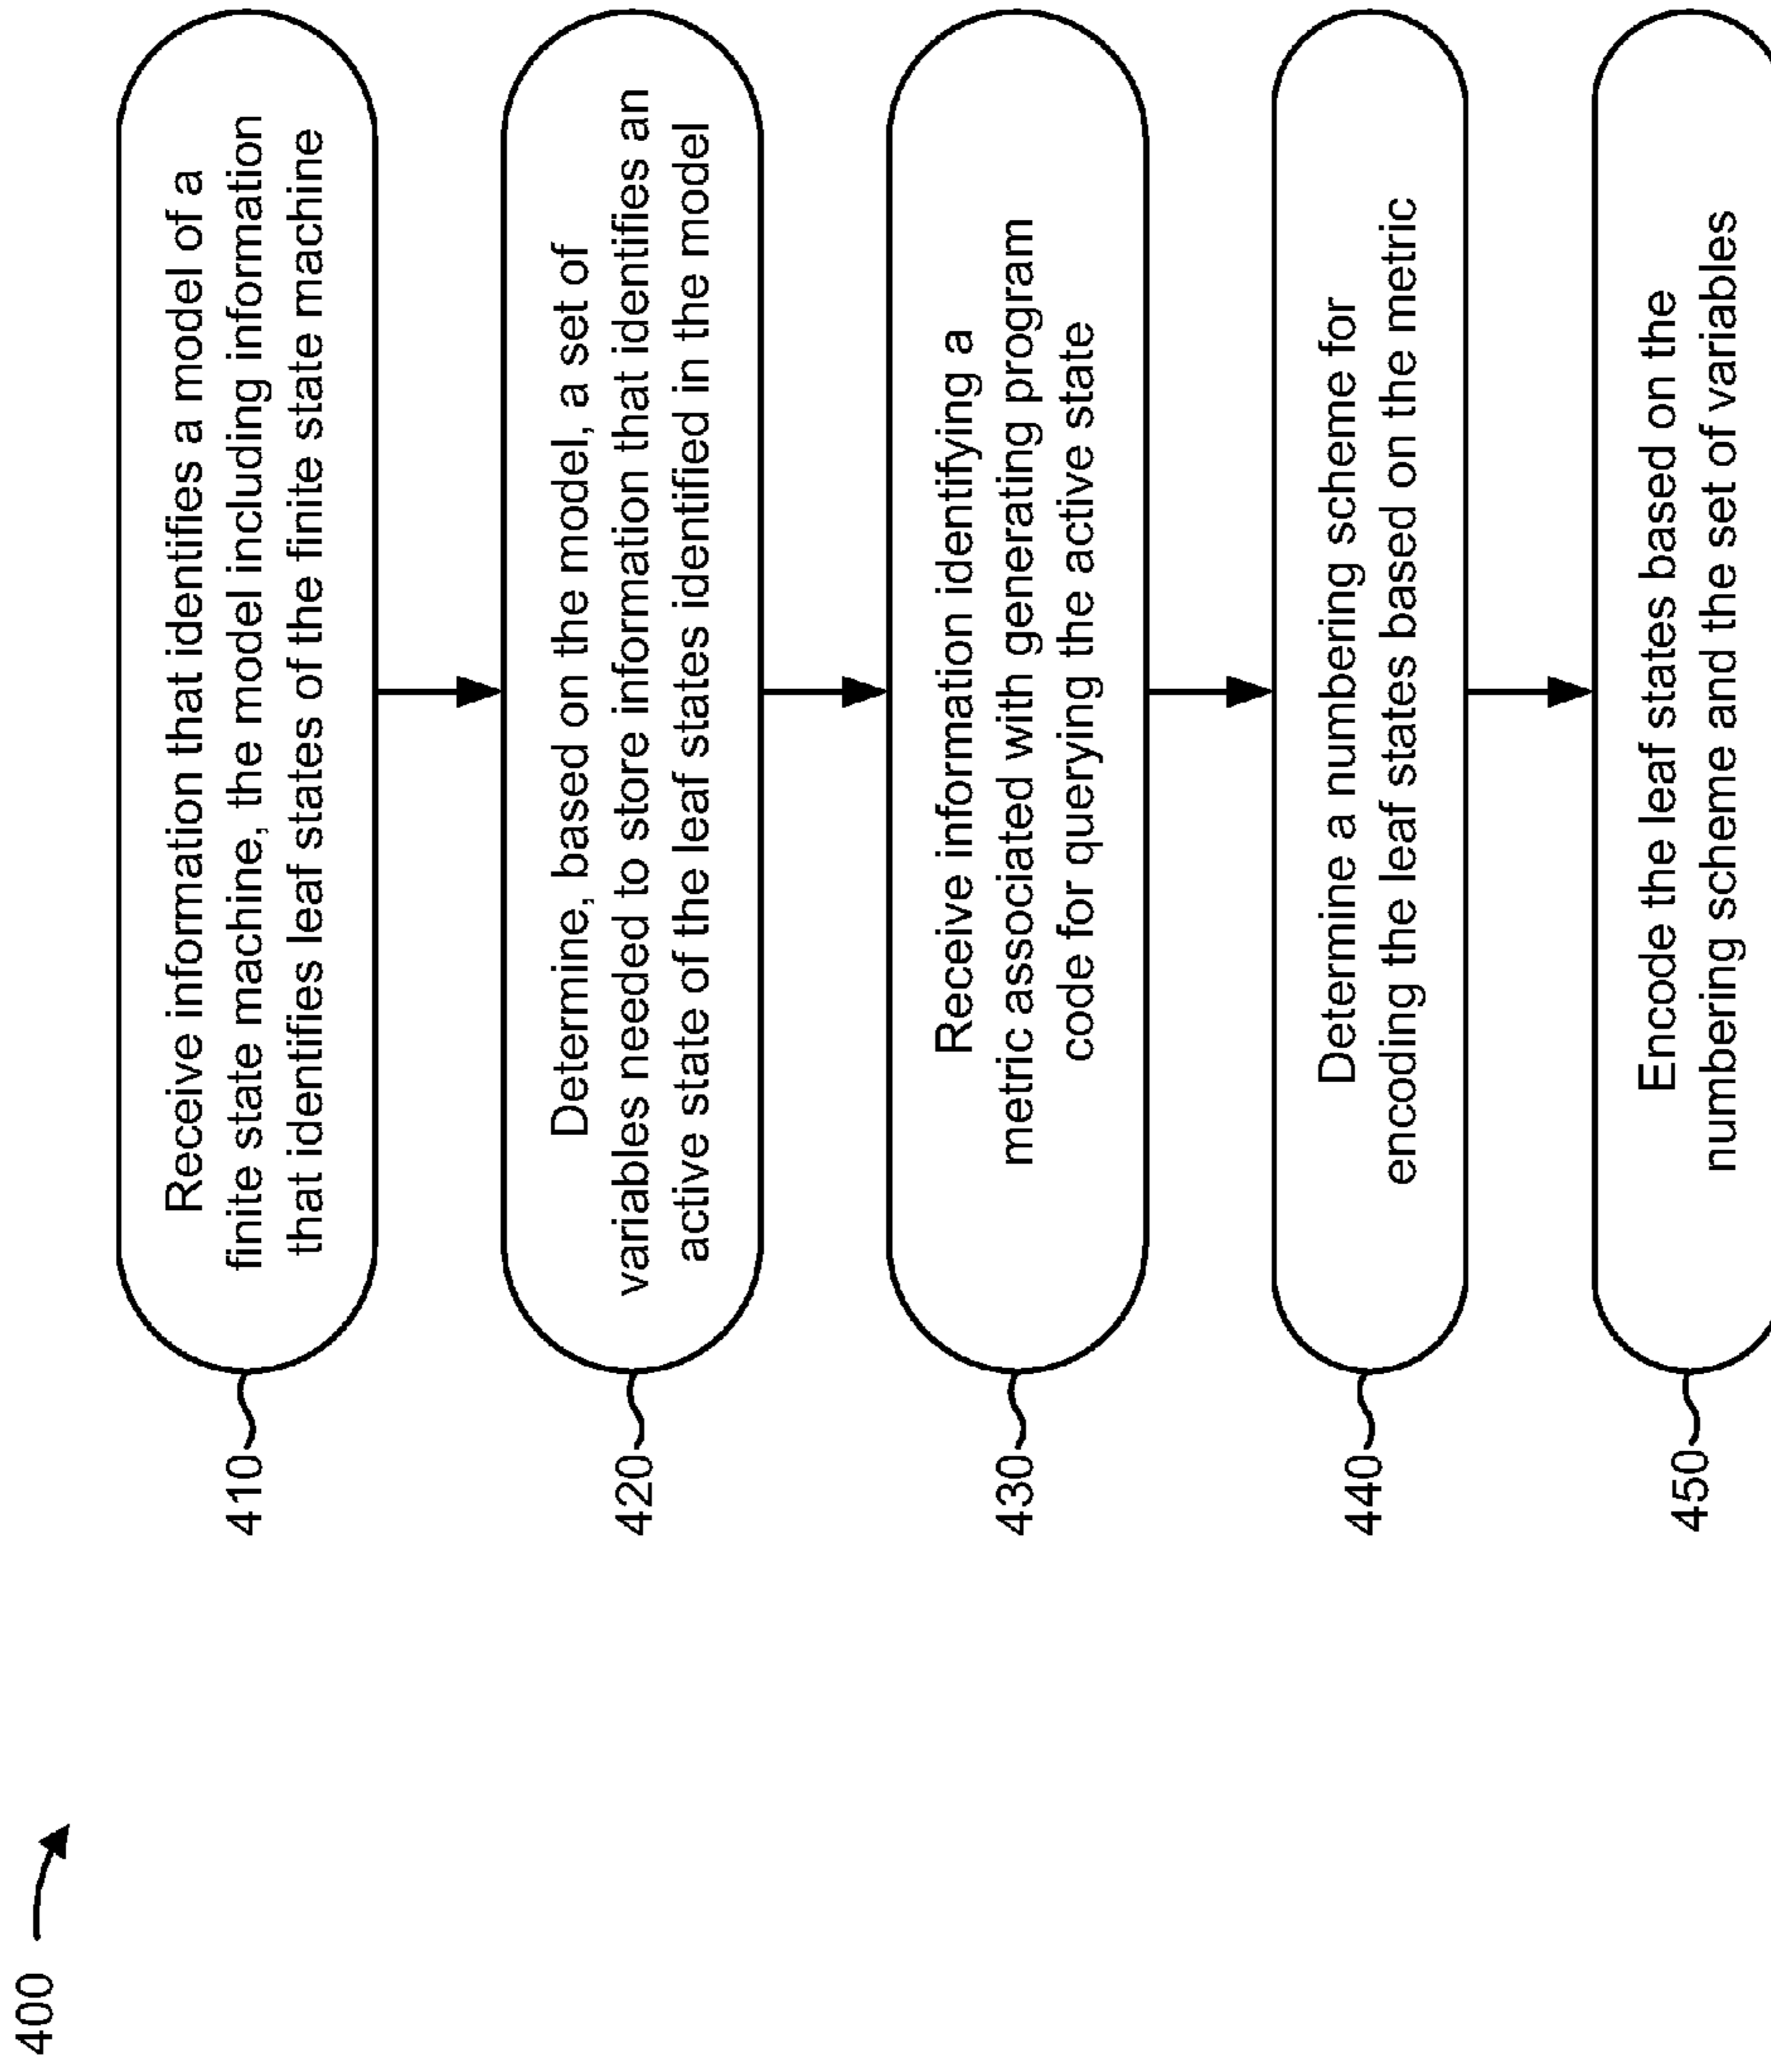 400
410
Receive information that identifies a model of a
finite state machine, the model including information
that identifies leaf states of the finite state machine
420
Determine, based on the model, a set of
variables needed to store information that identifies an
active state of the leaf states identified in the model
430
Receive information identifying a
metric associated with generating program
code for querying the active state
440
Determine a numbering scheme for
encoding the leaf states based on the metric
450
Encode the leaf states based on the
numbering scheme and the set of variables